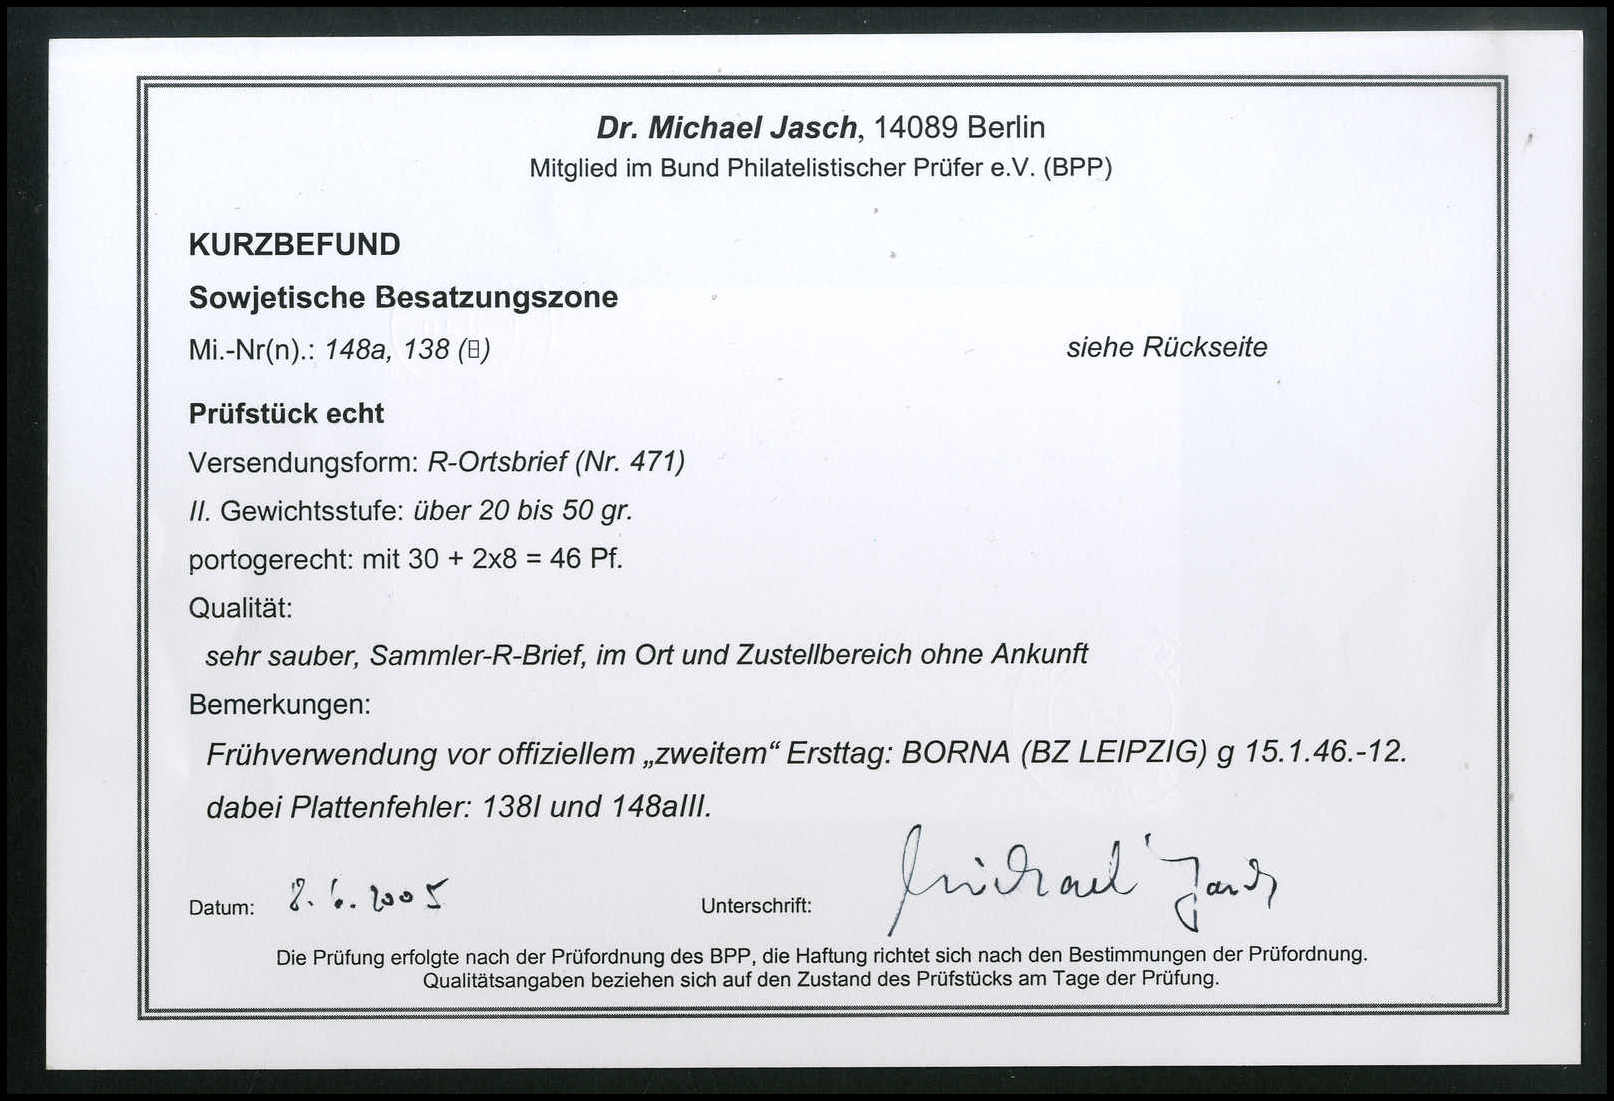 Dr. Michael Jasch, 14089 Berlin
Mitglied im Bund Philatelistischer Prüfer e.V. (BPP)
KURZBEFUND
Sowjetische Besatzungszone
Mi.-Nr(n).: 148a, 138 (▯) siehe Rückseite
Prüfstück echt
Versendungsform: R-Ortsbrief (Nr. 471)
II. Gewichtsstufe: über 20 bis 50 gr.
portogerecht: mit 30 + 2x8 = 46 Pf.
Qualität:
sehr sauber, Sammler-R-Brief, im Ort und Zustellbereich ohne Ankunft
Bemerkungen:
Frühverwendung vor offiziellem „zweitem“ Ersttag: BORNA (BZ LEIPZIG) g 15.1.46.-12.
dabei Plattenfehler: 138I und 148aIII.
Datum: 8. 6. 2005 Unterschrift: Michael Jasch
Die Prüfung erfolgte nach der Prüfordnung des BPP, die Haftung richtet sich nach den Bestimmungen der Prüfordnung.
Qualitätsangaben beziehen sich auf den Zustand des Prüfstücks am Tage der Prüfung.